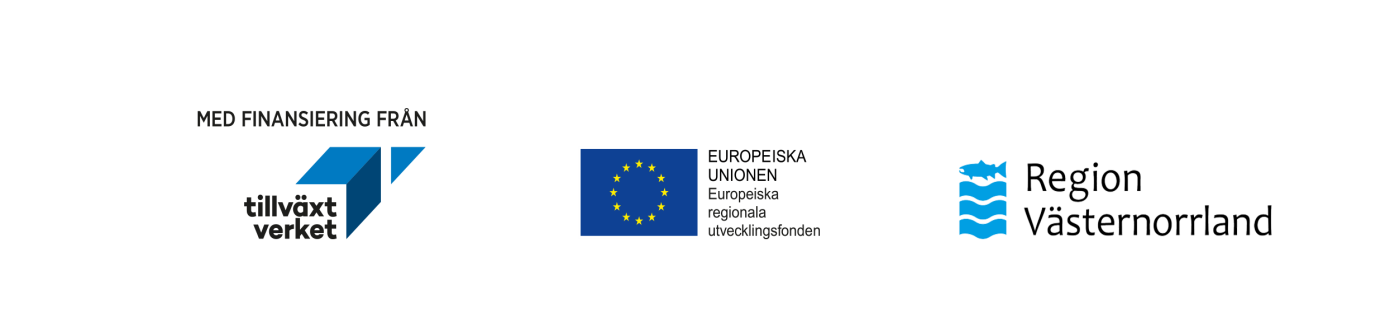 MED FINANSIERING FRÅN
tillväxt
verket
EUROPEISKA
UNIONEN
Europeiska
regionala
utvecklingsfonden
Region
Västernorrland